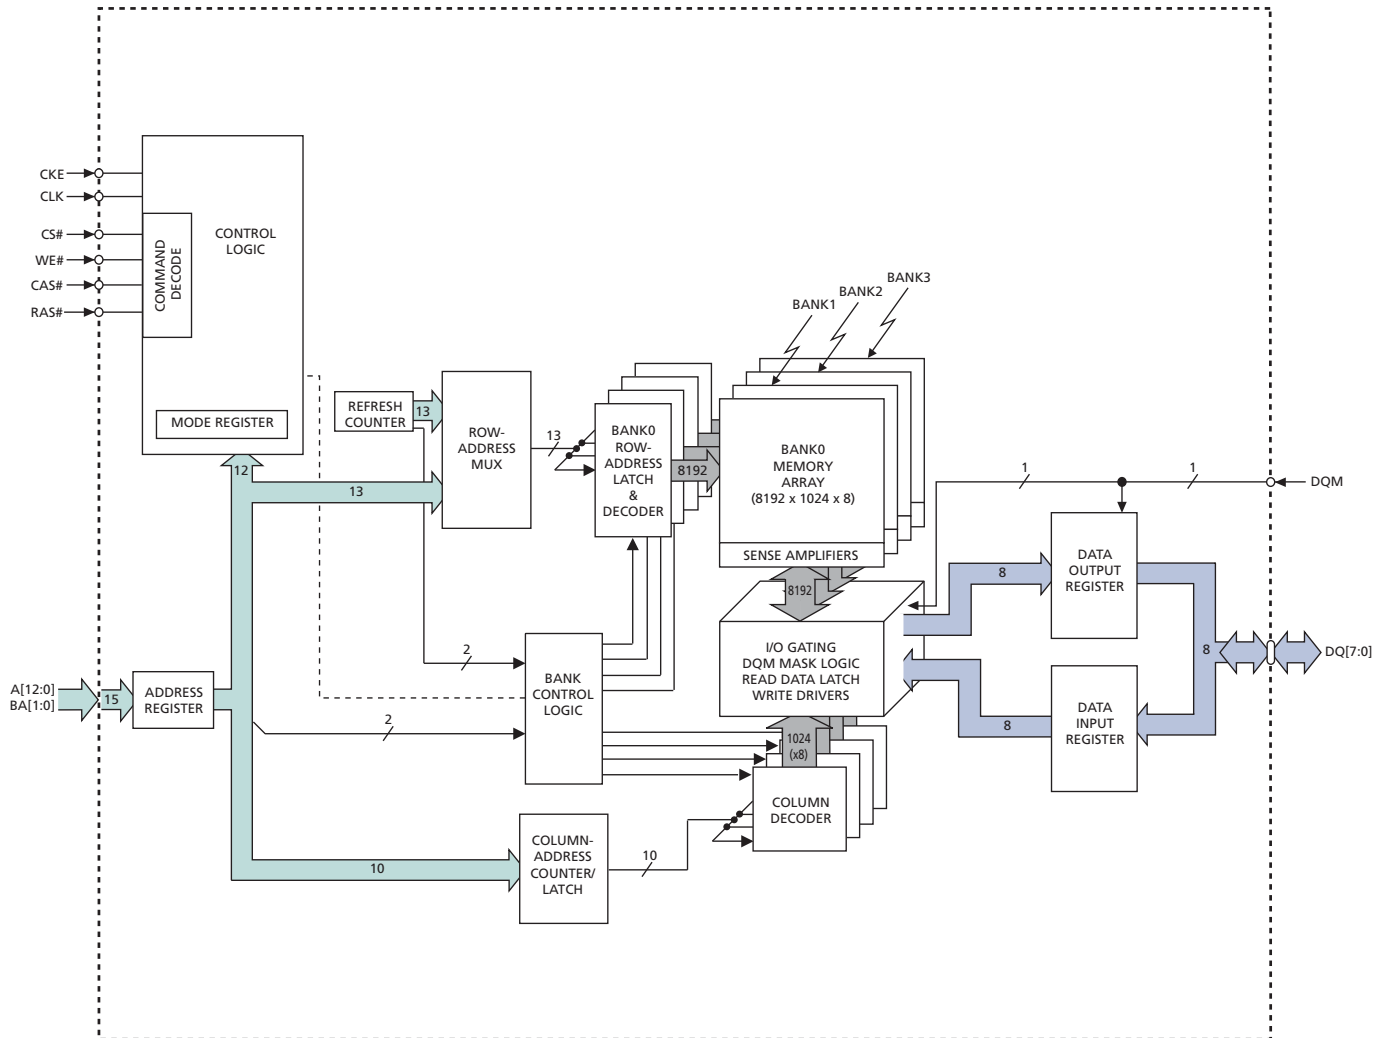 CKE
CLK
CS#
WE#
CAS#
RAS#
COMMAND
DECODE
CONTROL
LOGIC
MODE REGISTER
12
13
REFRESH
COUNTER
13
ROW-
ADDRESS
MUX
13
BANK0
ROW-
ADDRESS
LATCH
&
DECODER
8192
BANK1
BANK2
BANK3
BANK0
MEMORY
ARRAY
(8192 x 1024 x 8)
SENSE AMPLIFIERS
8192
I/O GATING
DQM MASK LOGIC
READ DATA LATCH
WRITE DRIVERS
1
1
DQM
8
DATA
OUTPUT
REGISTER
8
DQ[7:0]
8
DATA
INPUT
REGISTER
A[12:0]
BA[1:0]
15
ADDRESS
REGISTER
2
2
BANK
CONTROL
LOGIC
1024
(x8)
COLUMN
DECODER
10
COLUMN-
ADDRESS
COUNTER/
LATCH
10